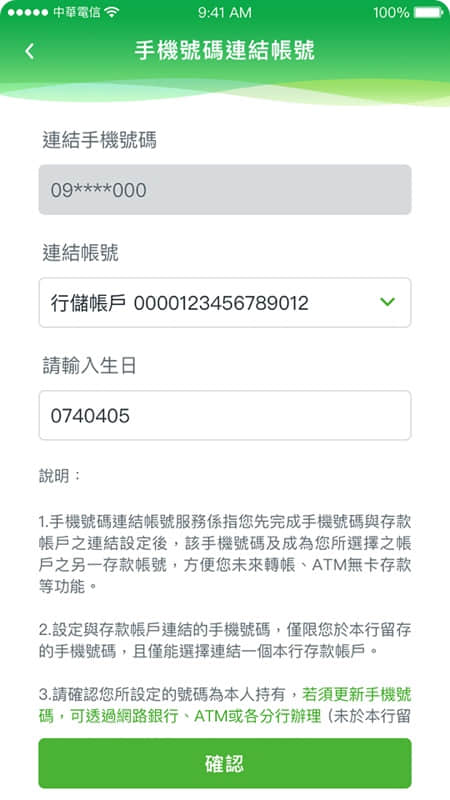 中華電信 9:41 AM 100%
手機號碼連結帳號
連結手機號碼
09****000
連結帳號
行儲帳戶 0000123456789012
請輸入生日
0740405
說明：
1.手機號碼連結帳號服務係指您先完成手機號碼與存款
帳戶之連結設定後，該手機號碼及成為您所選擇之帳
戶之另一存款帳號，方便您未來轉帳、ATM無卡存款
等功能。
2.設定與存款帳戶連結的手機號碼，僅限您於本行留存
的手機號碼，且僅能選擇連結一個本行存款帳戶。
3.請確認您所設定的號碼為本人持有，若須更新手機號
碼，可透過網路銀行、ATM或各分行辦理 (未於本行留
確認